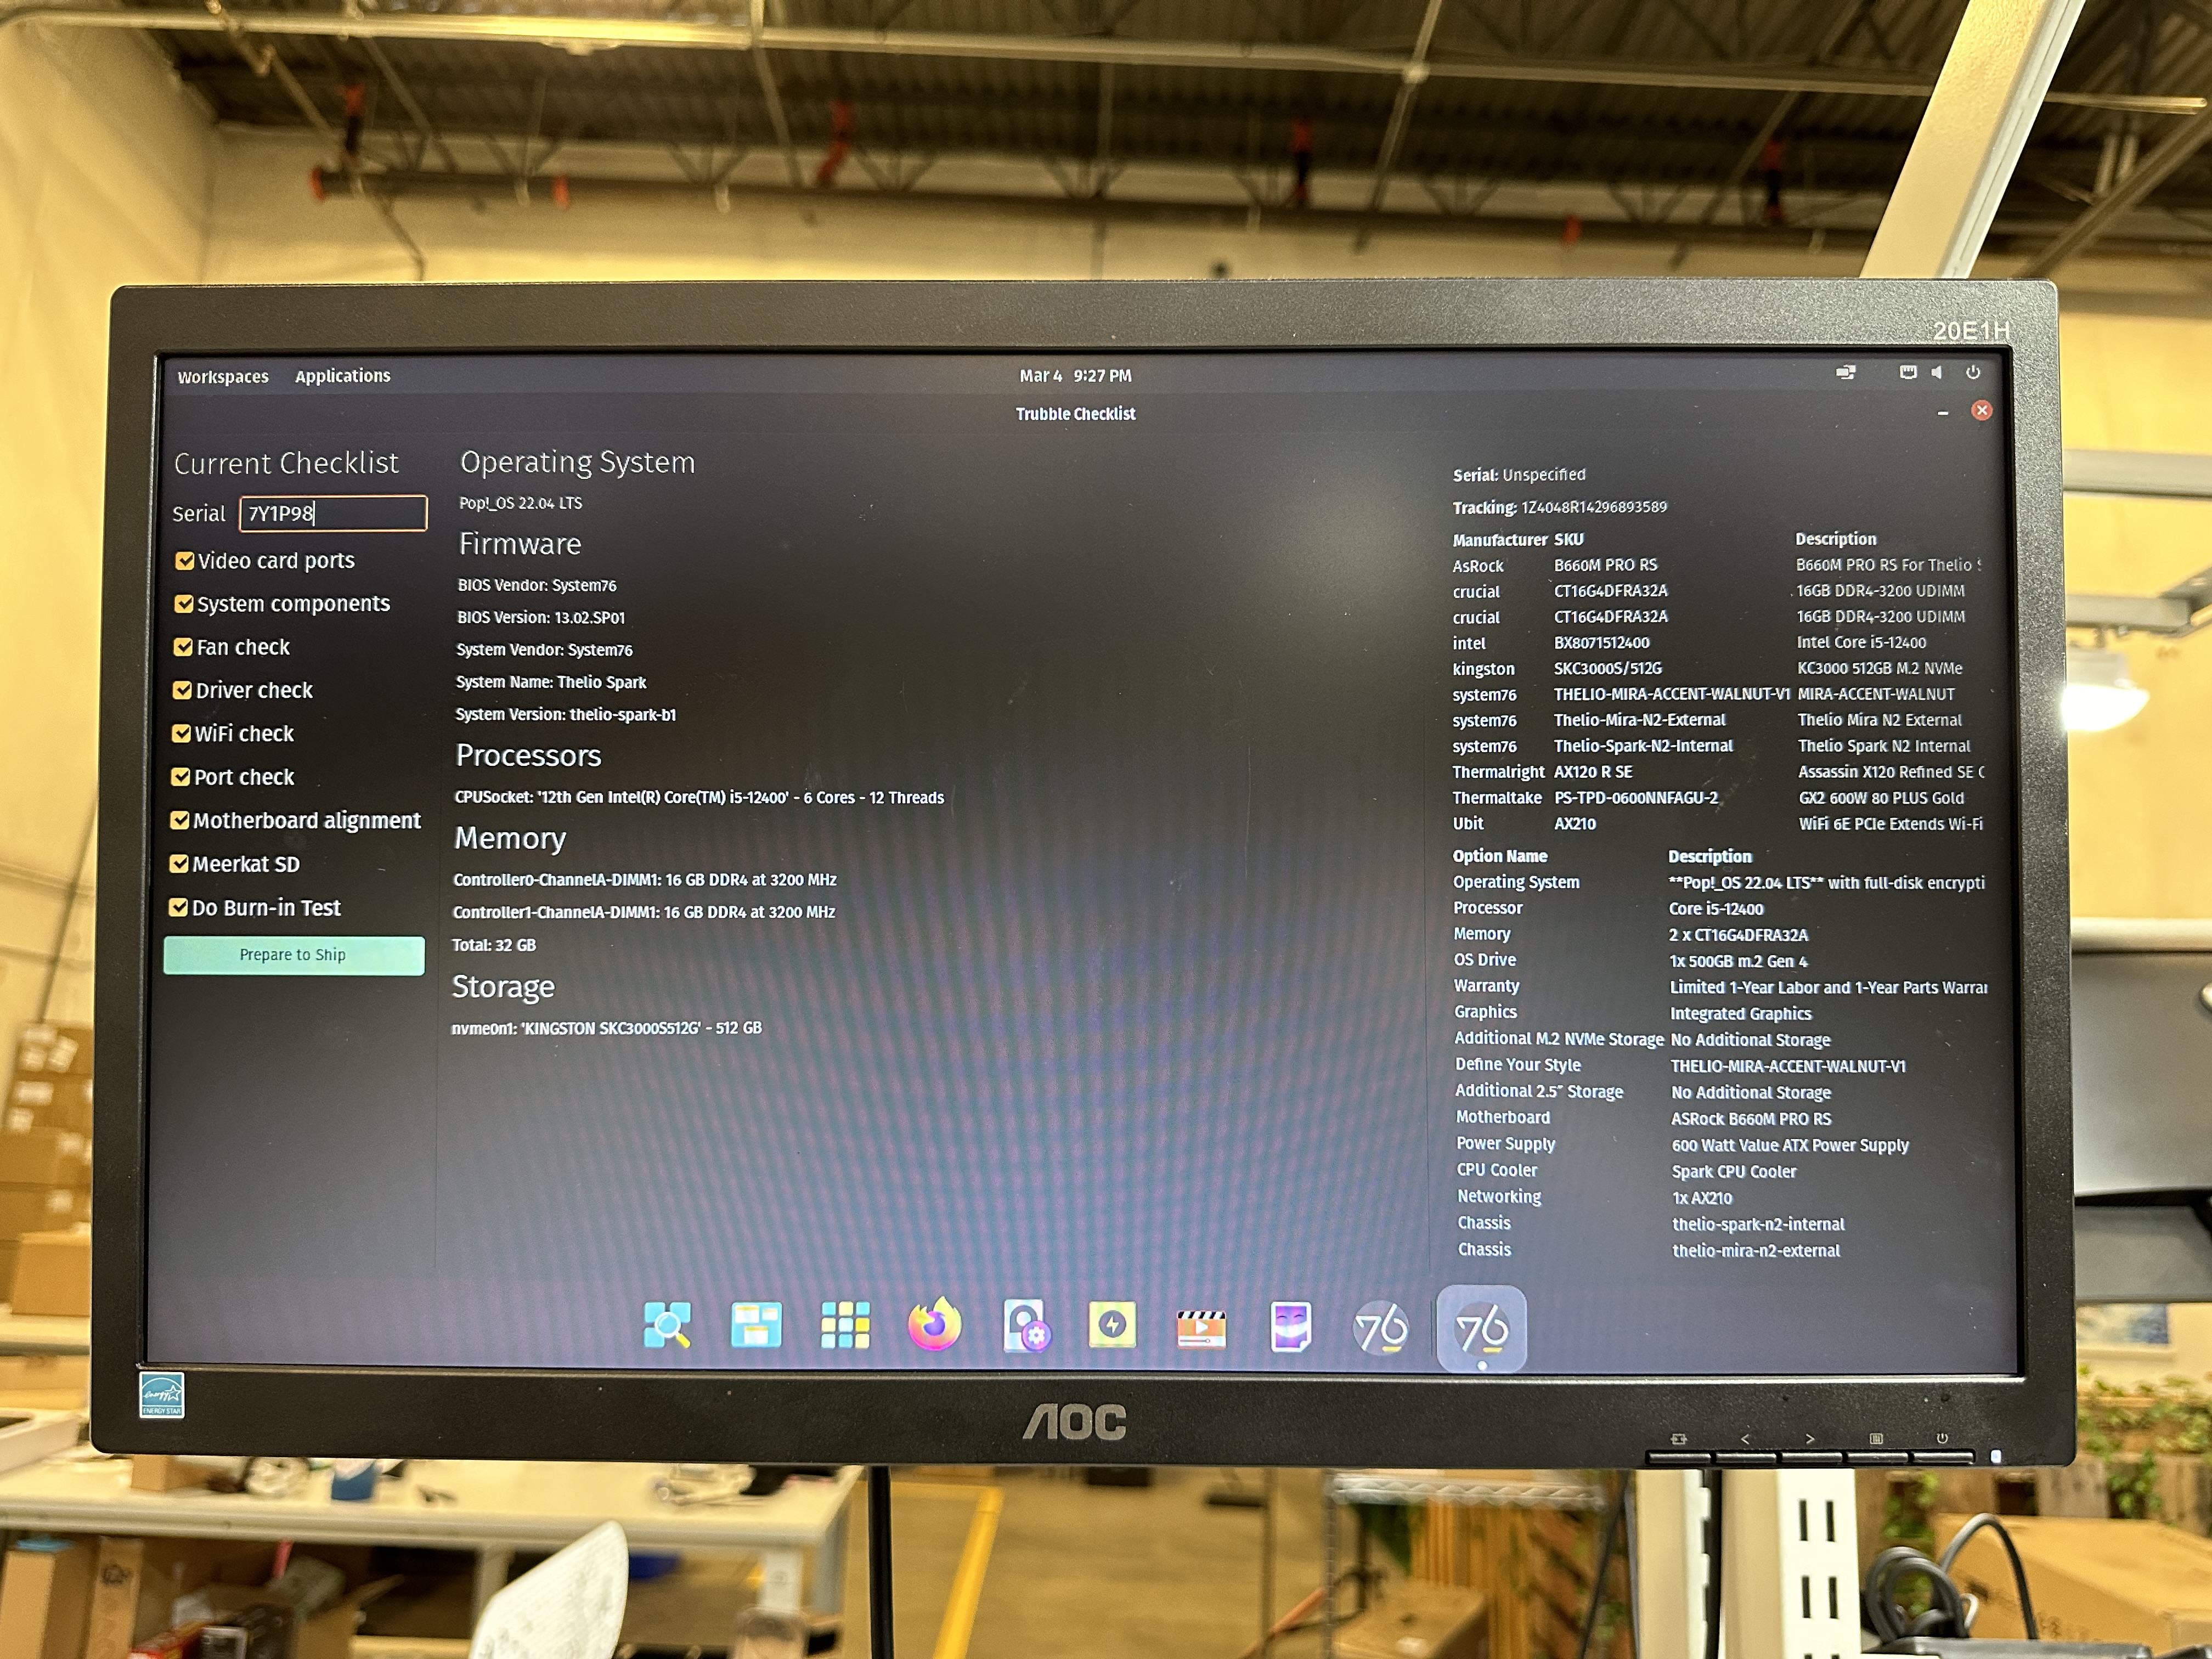 20E1H
Workspaces Applications Mar 4 9:27 PM
Trubble Checklist
Current Checklist
Serial 7Y1P98
Video card ports
System components
Fan check
Driver check
WiFi check
Port check
Motherboard alignment
Meerkat SD
Do Burn-in Test
Prepare to Ship
Operating System
Pop!_OS 22.04 LTS
Firmware
BIOS Vendor: System76
BIOS Version: 13.02.SP01
System Vendor: System76
System Name: Thelio Spark
System Version: thelio-spark-b1
Processors
CPUSocket: '12th Gen Intel(R) Core(TM) i5-12400' - 6 Cores - 12 Threads
Memory
Controller0-ChannelA-DIMM1: 16 GB DDR4 at 3200 MHz
Controller1-ChannelA-DIMM1: 16 GB DDR4 at 3200 MHz
Total: 32 GB
Storage
nvme0n1: 'KINGSTON SKC3000S512G' - 512 GB
Serial: Unspecified
Tracking: 1Z4048R14296893589
Manufacturer SKU Description
AsRock B660M PRO RS B660M PRO RS For Thelio
crucial CT16G4DFRA32A 16GB DDR4-3200 UDIMM
crucial CT16G4DFRA32A 16GB DDR4-3200 UDIMM
intel BX8071512400 Intel Core i5-12400
kingston SKC3000S/512G KC3000 512GB M.2 NVMe
system76 THELIO-MIRA-ACCENT-WALNUT-V1 MIRA-ACCENT-WALNUT
system76 Thelio-Mira-N2-External Thelio Mira N2 External
system76 Thelio-Spark-N2-Internal Thelio Spark N2 Internal
Thermalright AX120 R SE Assassin X120 Refined SE
Thermaltake PS-TPD-0600NNFAGU-2 GX2 600W 80 PLUS Gold
Ubit AX210 WiFi 6E PCIe Extends Wi-Fi
Option Name Description
Operating System **Pop!_OS 22.04 LTS** with full-disk encrypti
Processor Core i5-12400
Memory 2 x CT16G4DFRA32A
OS Drive 1x 500GB m.2 Gen 4
Warranty Limited 1-Year Labor and 1-Year Parts Warra
Graphics Integrated Graphics
Additional M.2 NVMe Storage No Additional Storage
Define Your Style THELIO-MIRA-ACCENT-WALNUT-V1
Additional 2.5" Storage No Additional Storage
Motherboard ASRock B660M PRO RS
Power Supply 600 Watt Value ATX Power Supply
CPU Cooler Spark CPU Cooler
Networking 1x AX210
Chassis thelio-spark-n2-internal
Chassis thelio-mira-n2-external
76 76
energy
ENERGY STAR
AOC